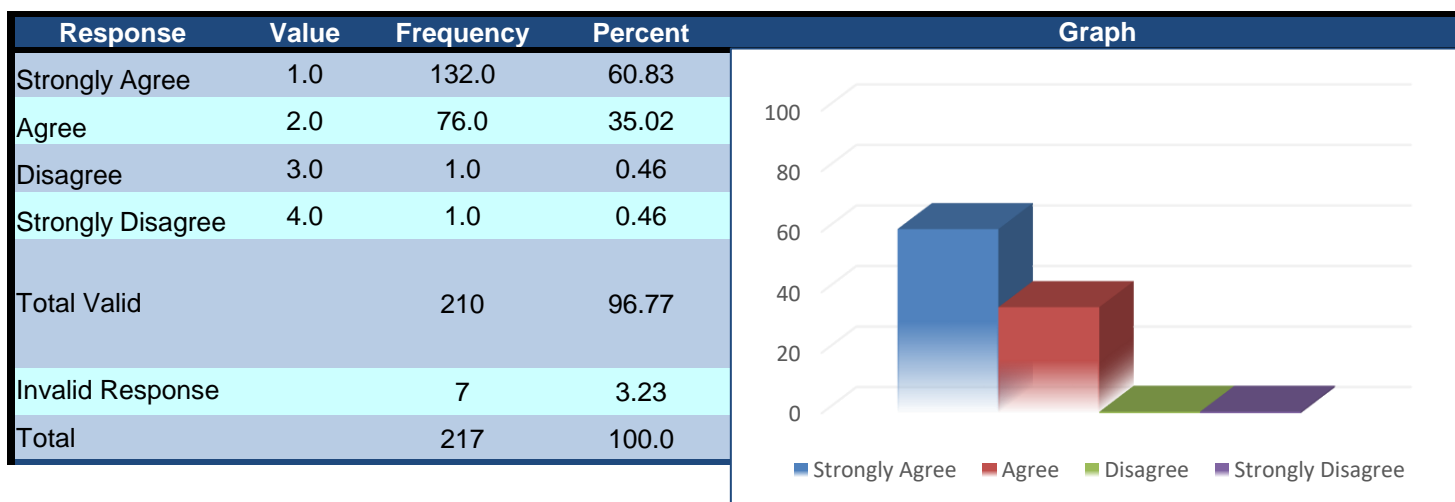 Response Value Frequency Percent Graph
Strongly Agree 1.0 132.0 60.83
Agree 2.0 76.0 35.02
Disagree 3.0 1.0 0.46
Strongly Disagree 4.0 1.0 0.46
Total Valid 210 96.77
Invalid Response 7 3.23
Total 217 100.0
100
80
60
40
20
0
Strongly Agree Agree Disagree Strongly Disagree